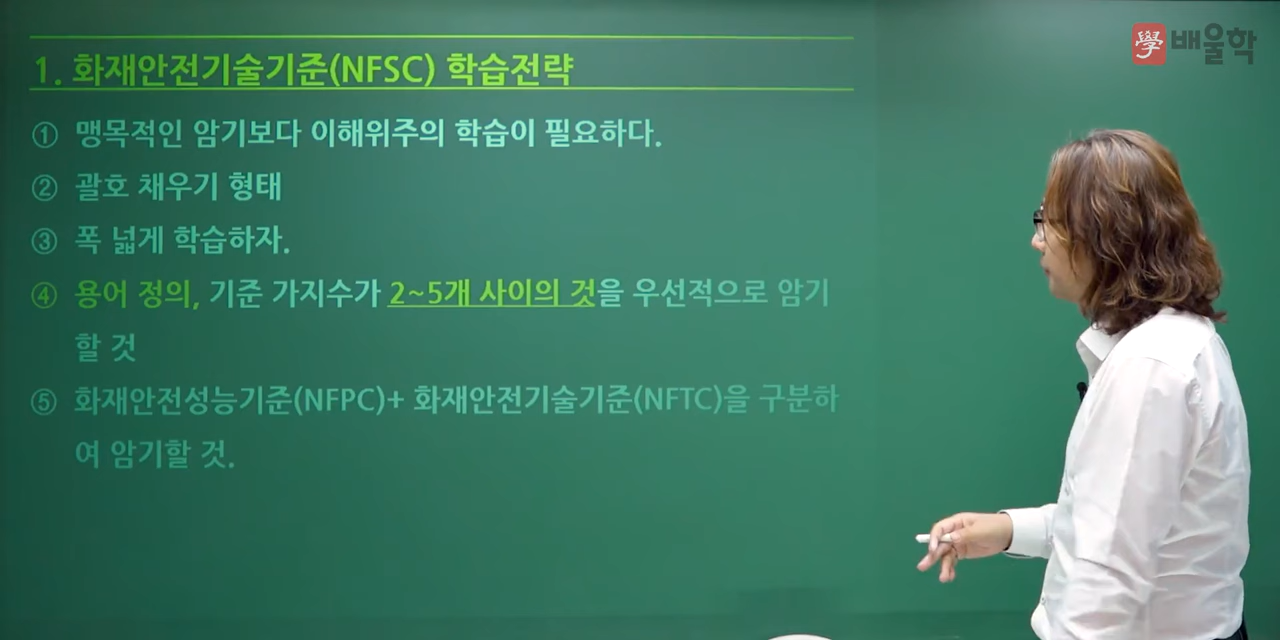 學 배울학
1. 화재안전기술기준(NFSC) 학습전략
① 맹목적인 암기보다 이해위주의 학습이 필요하다.
② 괄호 채우기 형태
③ 폭 넓게 학습하자.
④ 용어 정의, 기준 가지수가 2~5개 사이의 것을 우선적으로 암기
할 것
⑤ 화재안전성능기준(NFPC)+ 화재안전기술기준(NFTC)을 구분하
여 암기할 것.